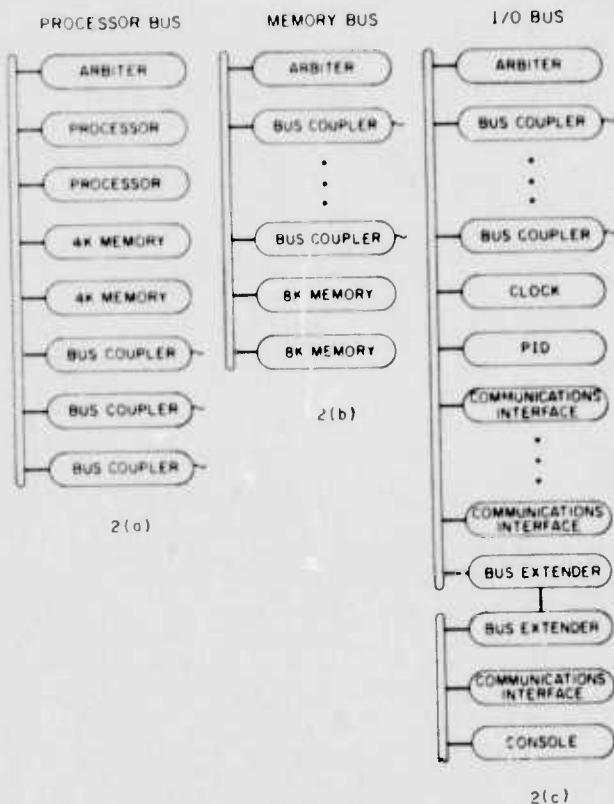 PROCESSOR BUS
ARBITER
PROCESSOR
PROCESSOR
4K MEMORY
4K MEMORY
BUS COUPLER
BUS COUPLER
BUS COUPLER
2(a)
MEMORY BUS
ARBITER
BUS COUPLER
BUS COUPLER
8K MEMORY
8K MEMORY
2(b)
I/O BUS
ARBITER
BUS COUPLER
BUS COUPLER
CLOCK
PID
COMMUNICATIONS
INTERFACE
COMMUNICATIONS
INTERFACE
BUS EXTENDER
BUS EXTENDER
COMMUNICATIONS
INTERFACE
CONSOLE
2(c)